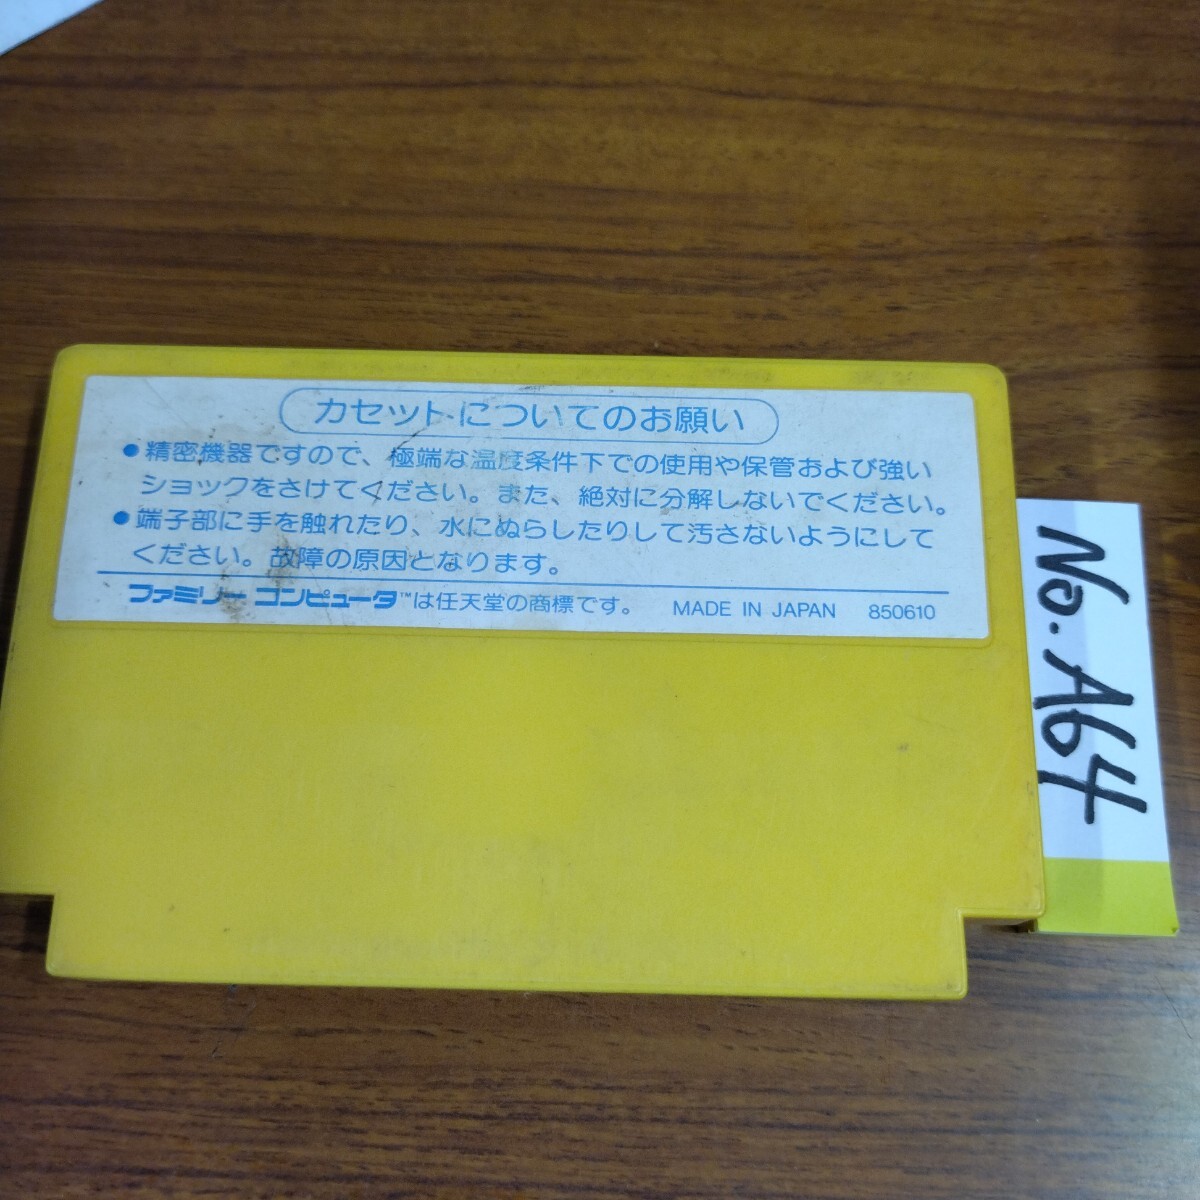 カセットについてのお願い
●精密機器ですので、極端な温度条件下での使用や保管および強い
ショックをさけてください。また、絶対に分解しないでください。
●端子部に手を触れたり、水にぬらしたりして汚さないようにして
ください。故障の原因となります。
ファミリーコンピュータ™は任天堂の商標です。 MADE IN JAPAN 850610
No.A64